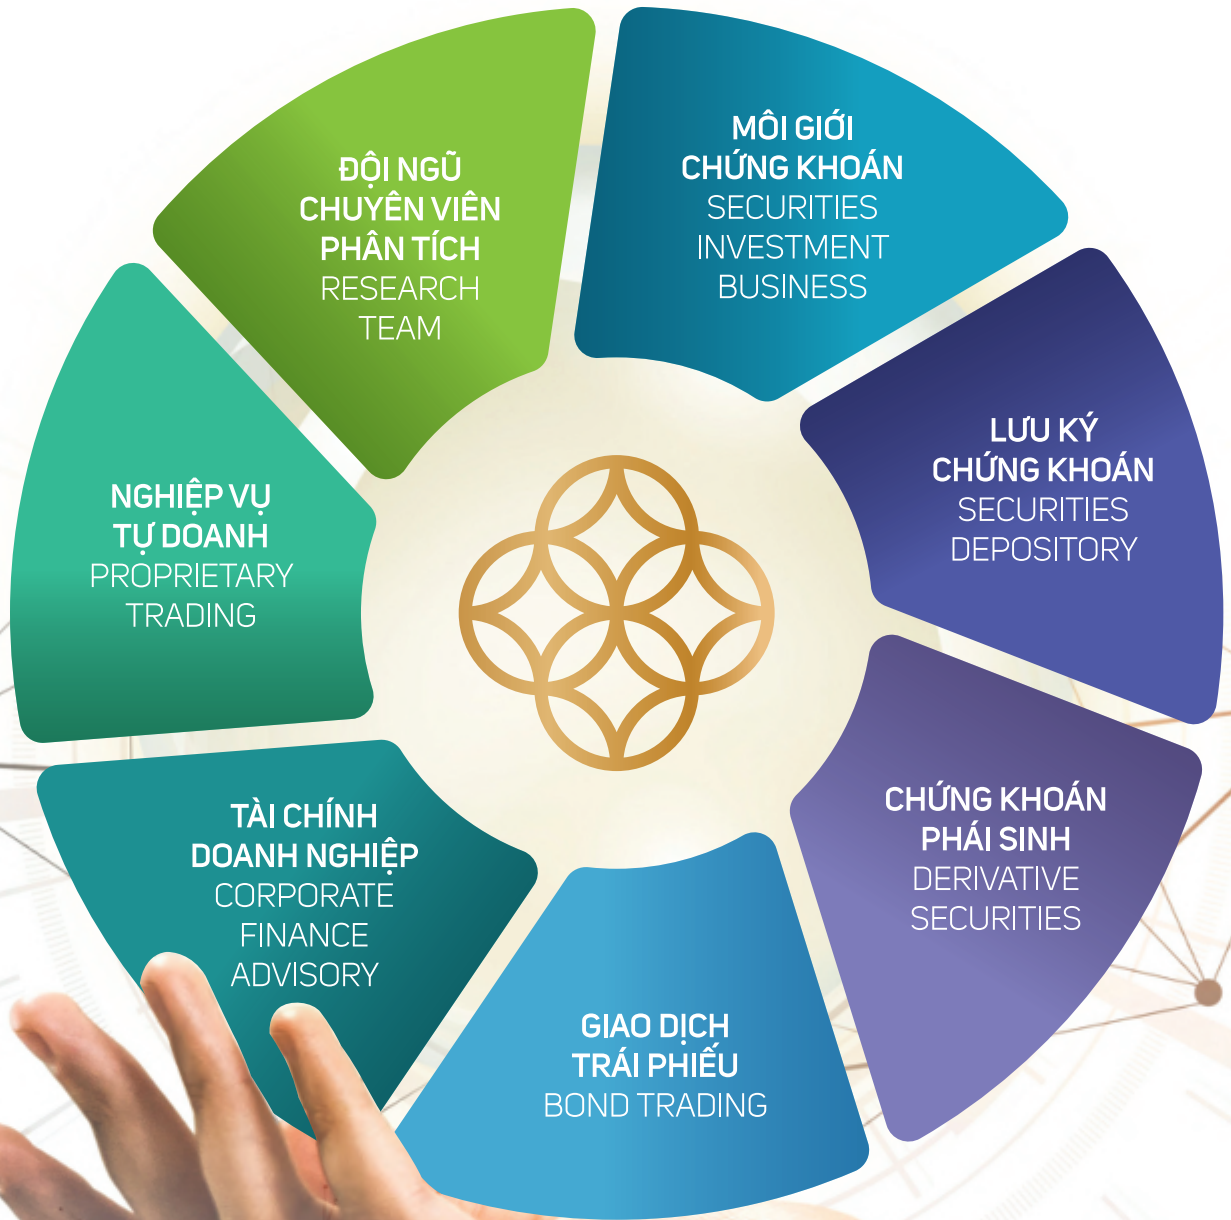 MÔI GIỚI
CHỨNG KHOÁN
SECURITIES
INVESTMENT
BUSINESS
LƯU KÝ
CHỨNG KHOÁN
SECURITIES
DEPOSITORY
CHỨNG KHOÁN
PHÁI SINH
DERIVATIVE
SECURITIES
GIAO DỊCH
TRÁI PHIẾU
BOND TRADING
TÀI CHÍNH
DOANH NGHIỆP
CORPORATE
FINANCE
ADVISORY
NGHIỆP VỤ
TỰ DOANH
PROPRIETARY
TRADING
ĐỘI NGŨ
CHUYÊN VIÊN
PHÂN TÍCH
RESEARCH
TEAM